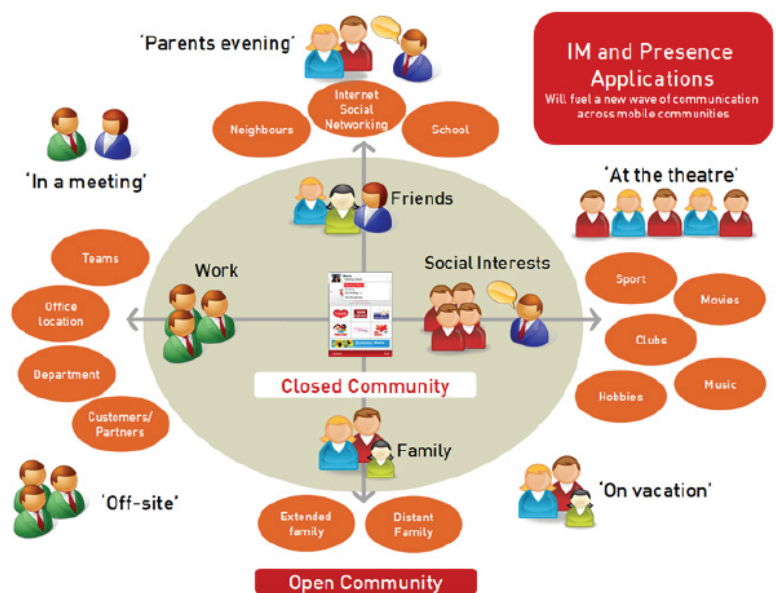 'Parents evening'
IM and Presence
Applications
Will fuel a new wave of communication
across mobile communities
Internet
Social
Networking
Neighbours
School
'In a meeting'
'At the theatre'
Friends
Teams
Work
Social Interests
Sport
Movies
Office
location
Clubs
Department
Hobbies
Music
Closed Community
Customers/
Partners
Family
'Off-site'
'On vacation'
Extended
family
Distant
Family
Open Community